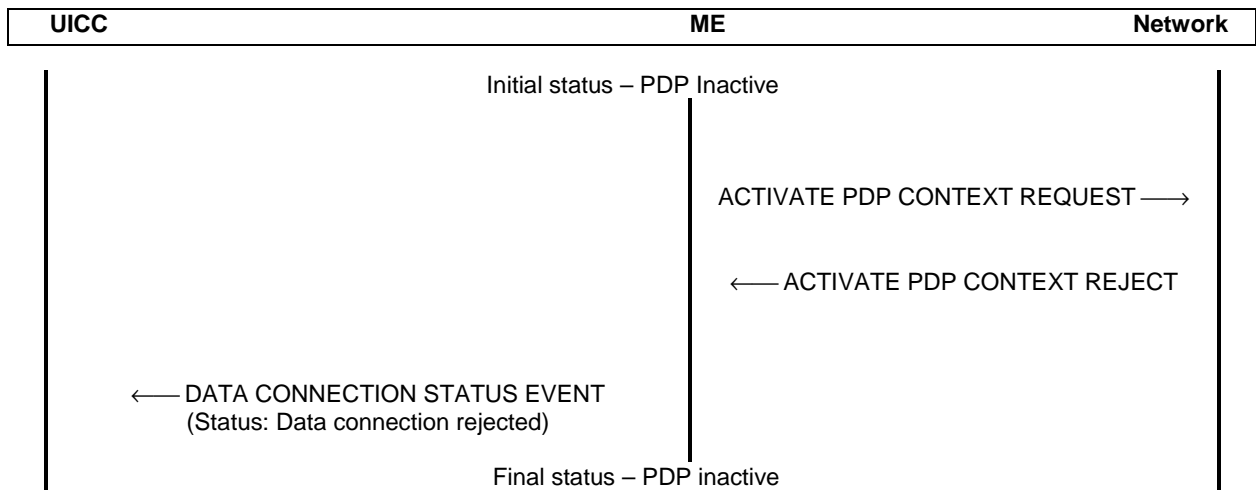 UICC ME Network
Initial status – PDP Inactive
ACTIVATE PDP CONTEXT REQUEST
ACTIVATE PDP CONTEXT REJECT
DATA CONNECTION STATUS EVENT
(Status: Data connection rejected)
Final status – PDP inactive